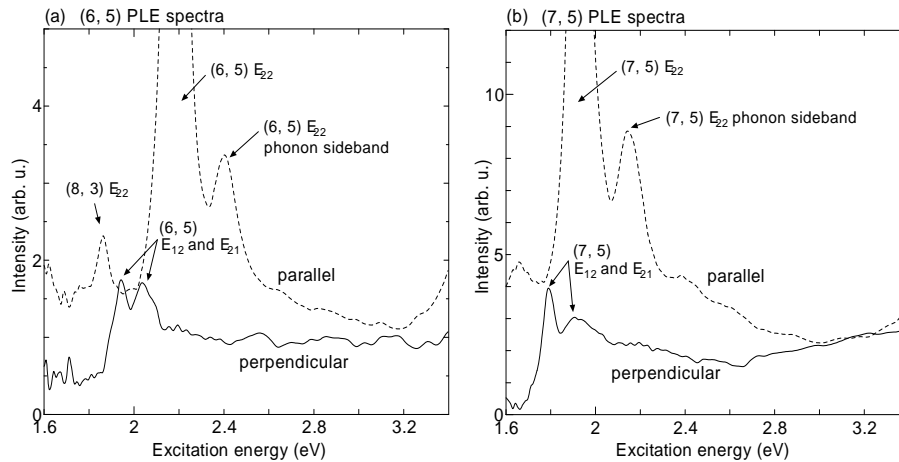 (a) (6, 5) PLE spectra
Intensity (arb. u.)
0
2
4
(6, 5) E22
(6, 5) E22
phonon sideband
(8, 3) E22
(6, 5)
E12 and E21
parallel
perpendicular
1.6
2
2.4
2.8
3.2
Excitation energy (eV)
(b) (7, 5) PLE spectra
Intensity (arb. u.)
0
5
10
(7, 5) E22
(7, 5) E22 phonon sideband
(7, 5)
E12 and E21
parallel
perpendicular
1.6
2
2.4
2.8
3.2
Excitation energy (eV)